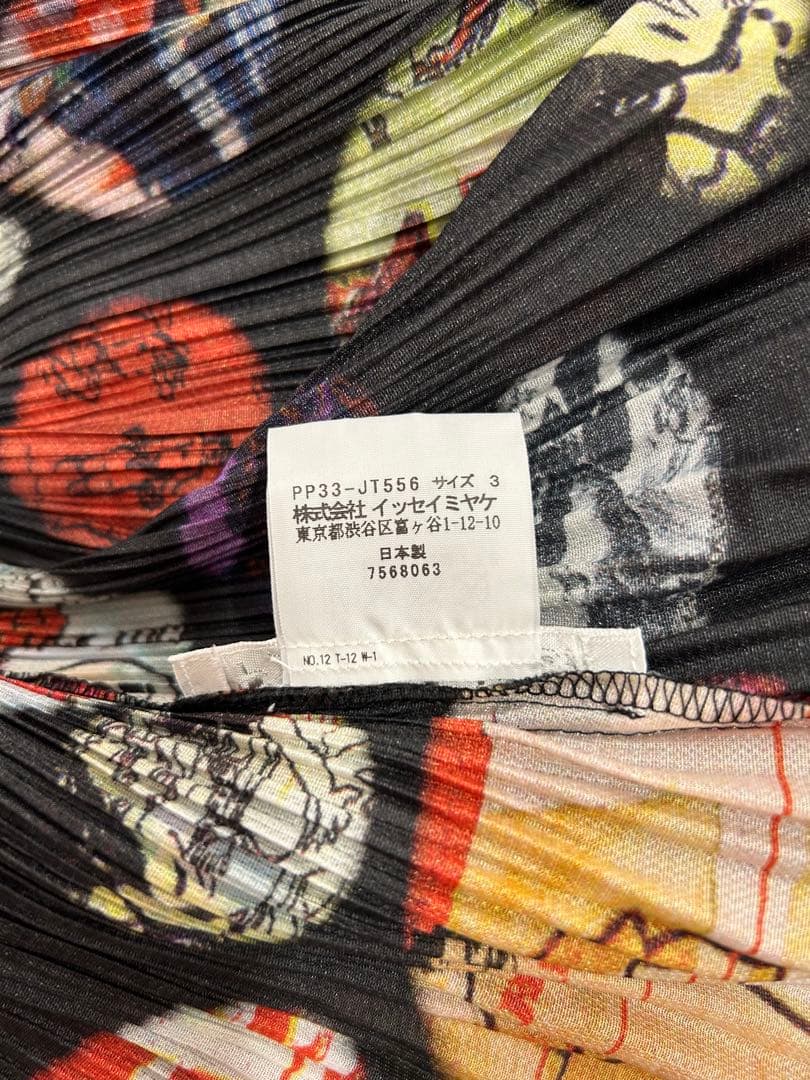 PP33-JT556 サイズ 3
株式会社 イッセイミヤケ
東京都渋谷区富ヶ谷1-12-10
日本製
7568063
NO.12 T-12 W-1